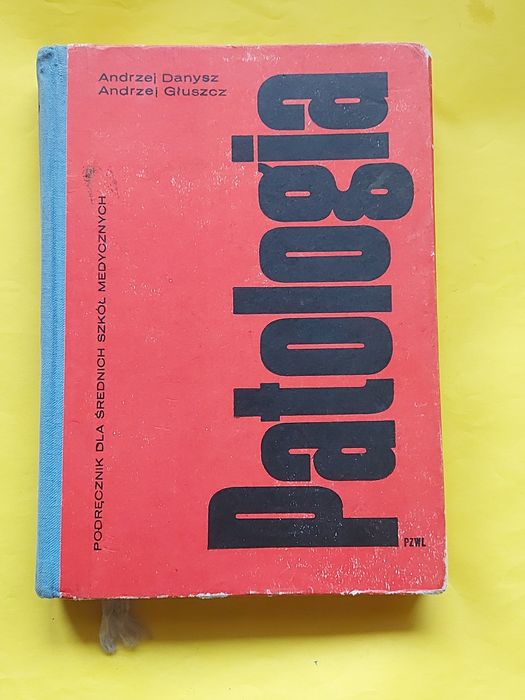 Andrzej Danysz
Andrzej Głuszcz
Patologia
PODRĘCZNIK DLA ŚREDNICH SZKÓŁ MEDYCZNYCH
PZWL